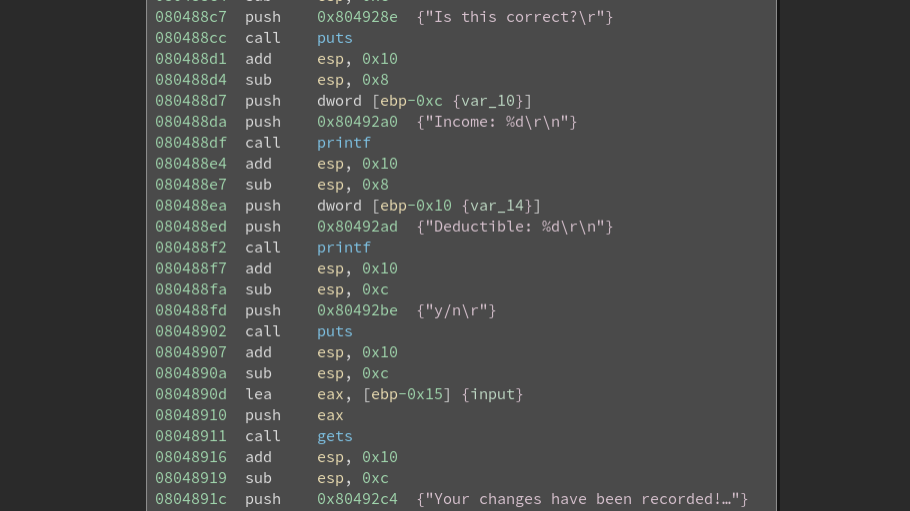 080488c7 push 0x804928e {"Is this correct?\r"}
080488cc call puts
080488d1 add esp, 0x10
080488d4 sub esp, 0x8
080488d7 push dword [ebp-0xc {var_10}]
080488da push 0x80492a0 {"Income: %d\r\n"}
080488df call printf
080488e4 add esp, 0x10
080488e7 sub esp, 0x8
080488ea push dword [ebp-0x10 {var_14}]
080488ed push 0x80492ad {"Deductible: %d\r\n"}
080488f2 call printf
080488f7 add esp, 0x10
080488fa sub esp, 0xc
080488fd push 0x80492be {"y/n\r"}
08048902 call puts
08048907 add esp, 0x10
0804890a sub esp, 0xc
0804890d lea eax, [ebp-0x15] {input}
08048910 push eax
08048911 call gets
08048916 add esp, 0x10
08048919 sub esp, 0xc
0804891c push 0x80492c4 {"Your changes have been recorded!…"}